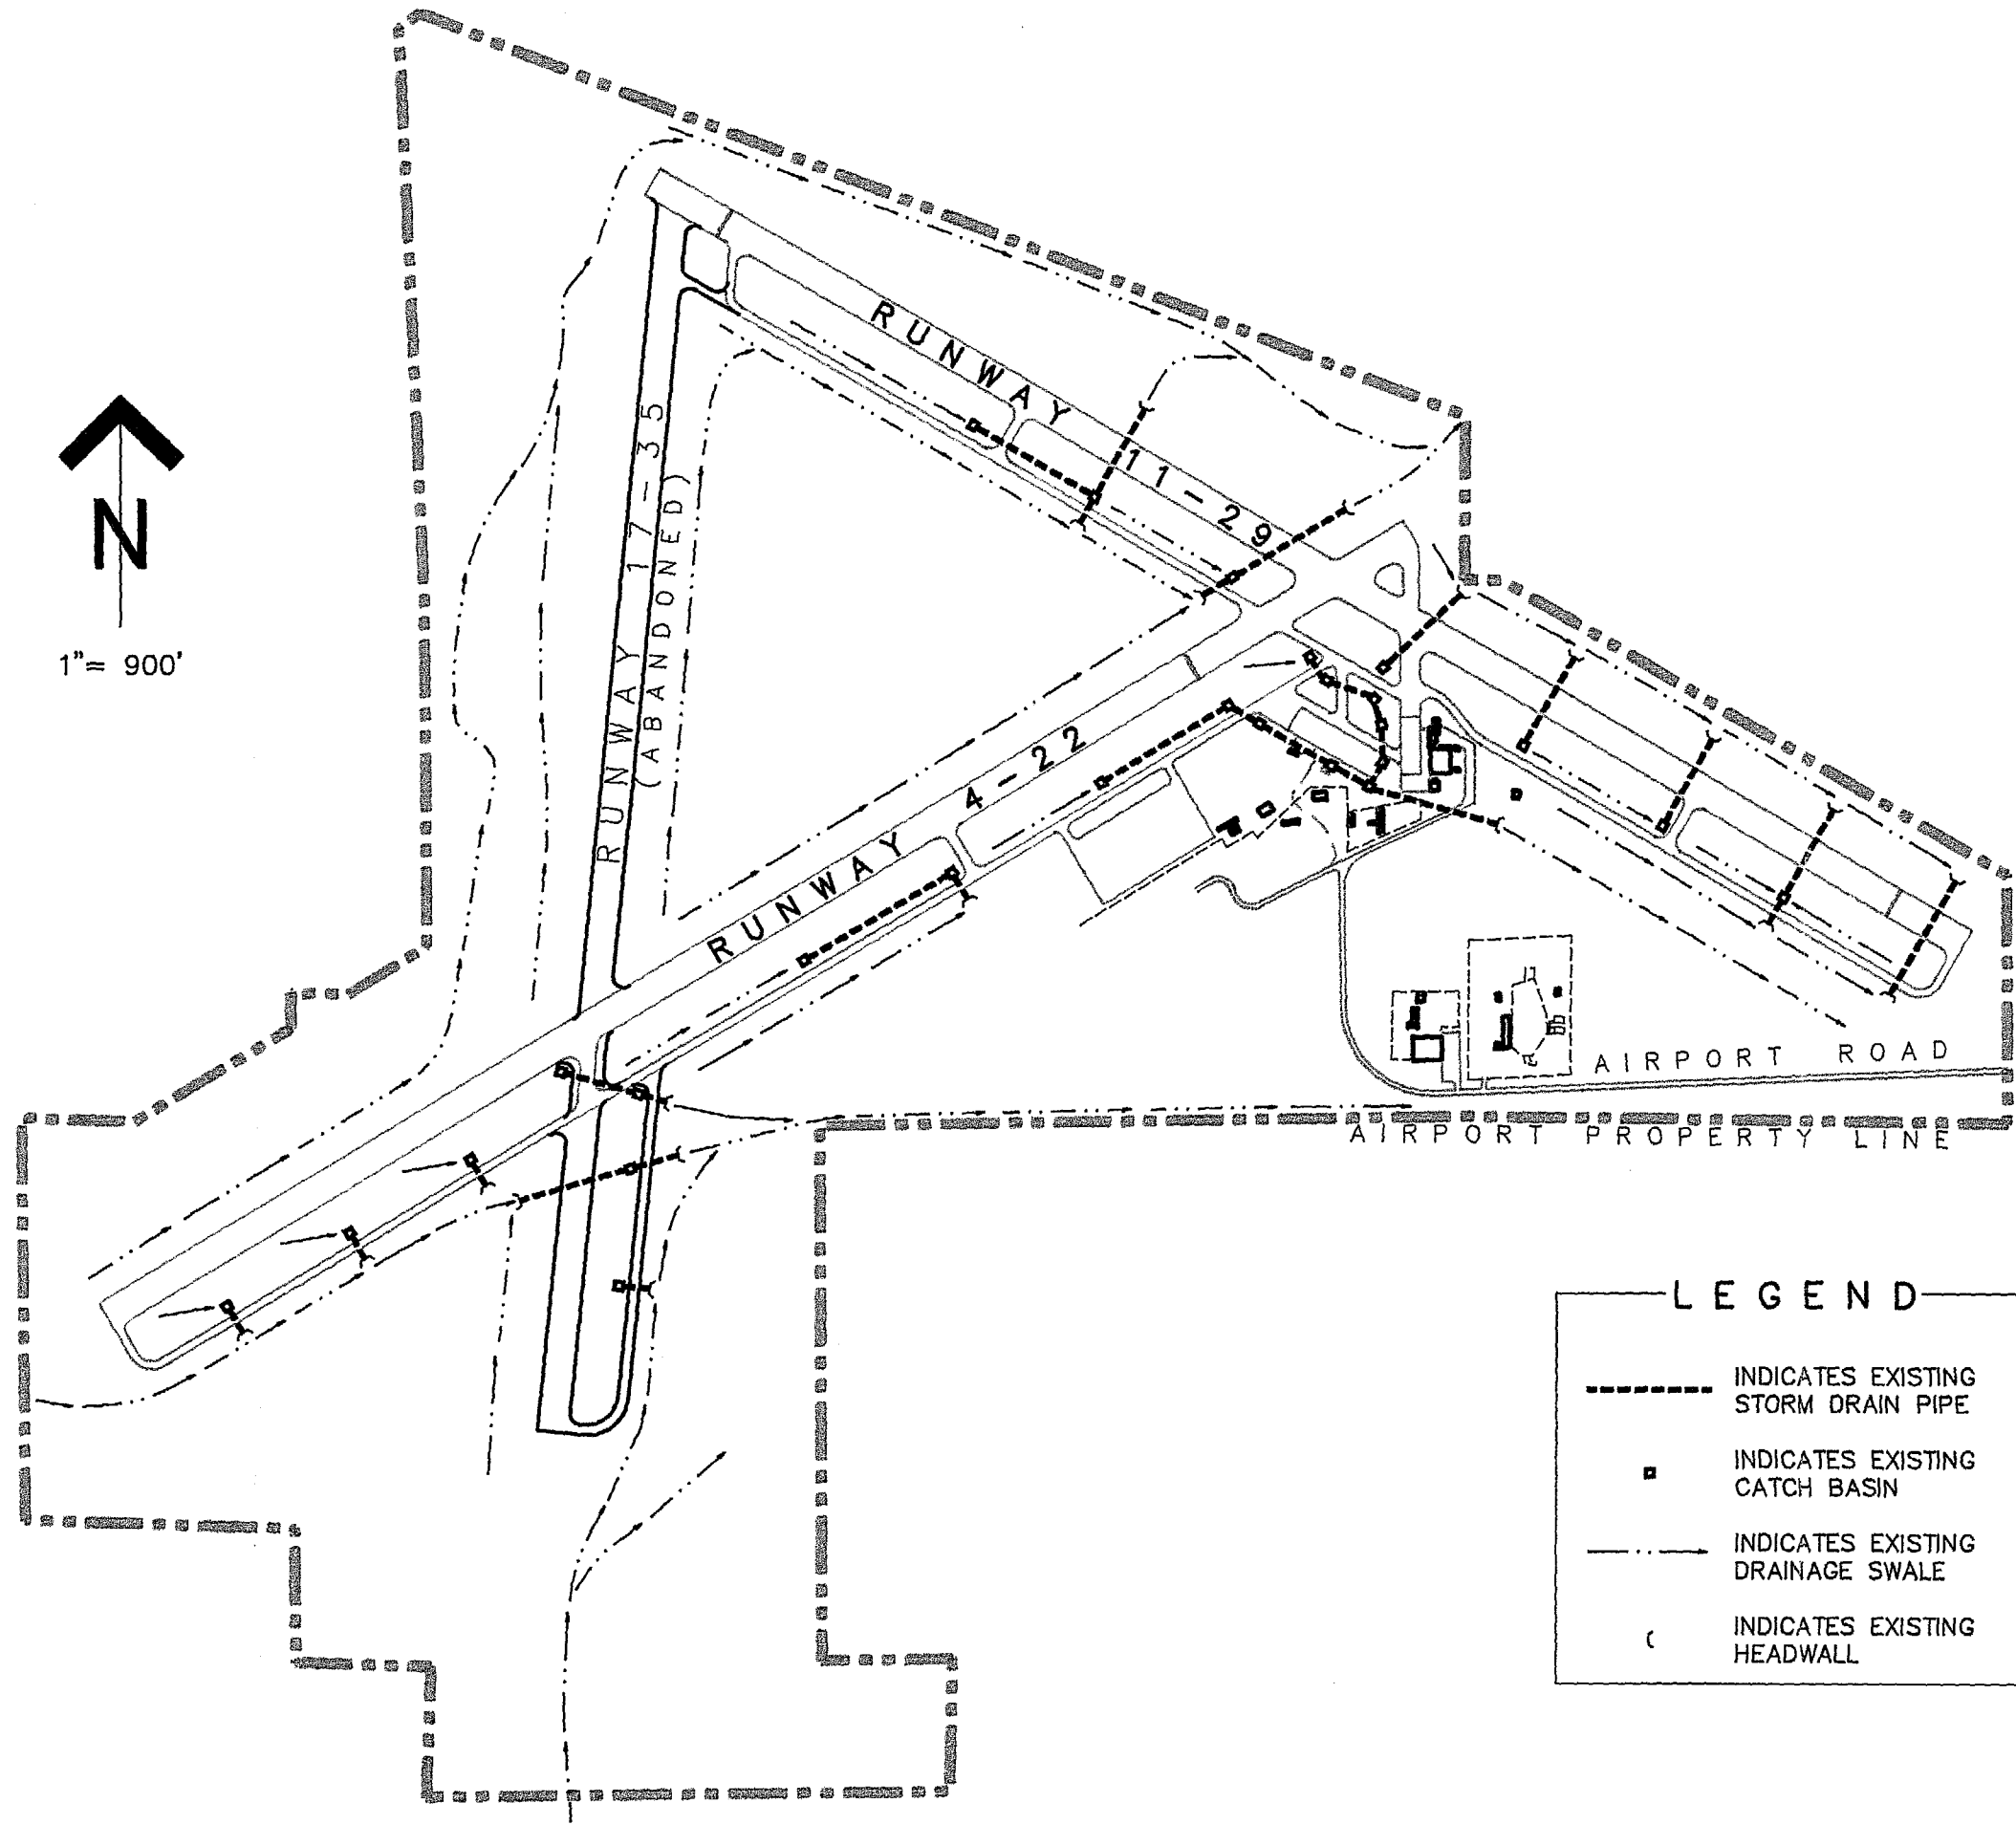 N
1"= 900'
RUNWAY 11-29
RUNWAY 17-35
(ABANDONED)
RUNWAY 4-22
AIRPORT ROAD
AIRPORT PROPERTY LINE
LEGEND
INDICATES EXISTING
STORM DRAIN PIPE
INDICATES EXISTING
CATCH BASIN
INDICATES EXISTING
DRAINAGE SWALE
INDICATES EXISTING
HEADWALL